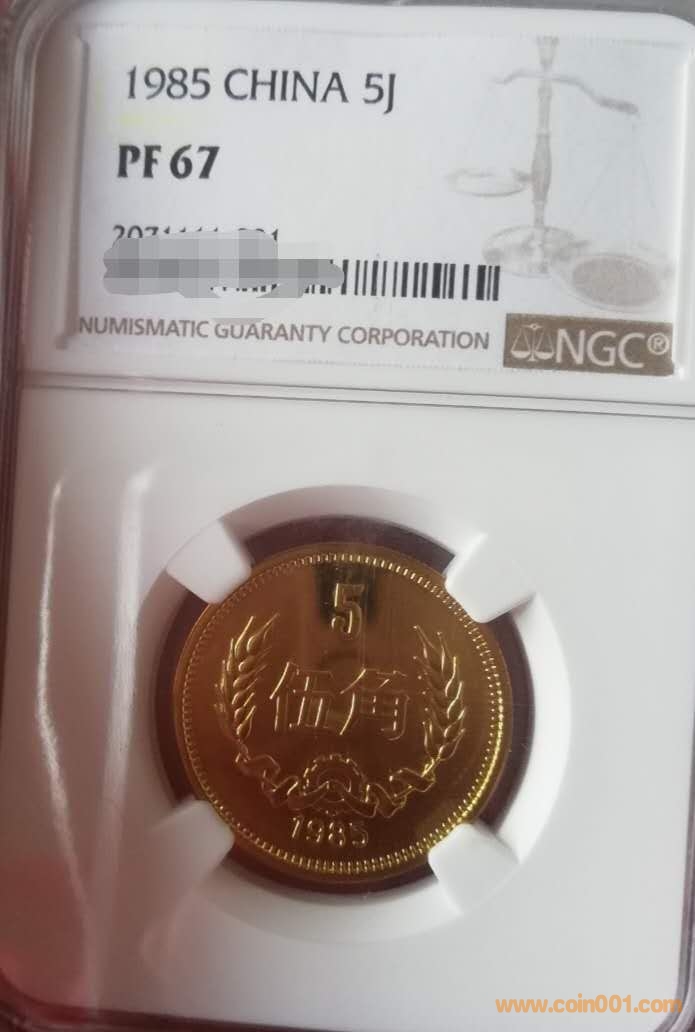 1985 CHINA 5J
PF 67
NUMISMATIC GUARANTY CORPORATION
NGC®
5
伍角
1985
www.coin001.com